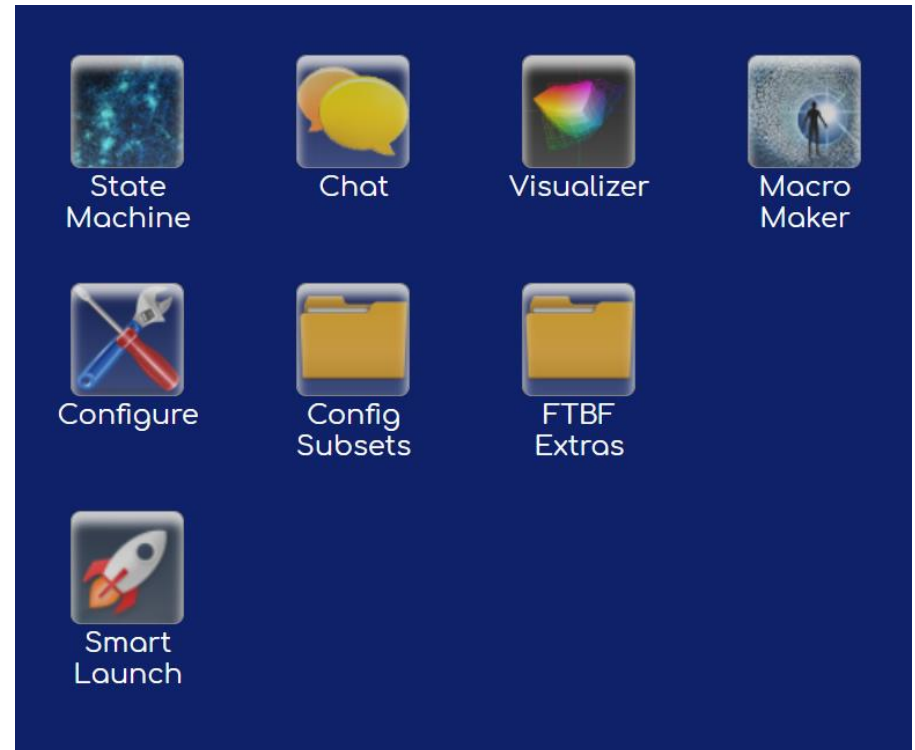 State
Machine
Chat
Visualizer
Macro
Maker
Configure
Config
Subsets
FTBF
Extras
Smart
Launch